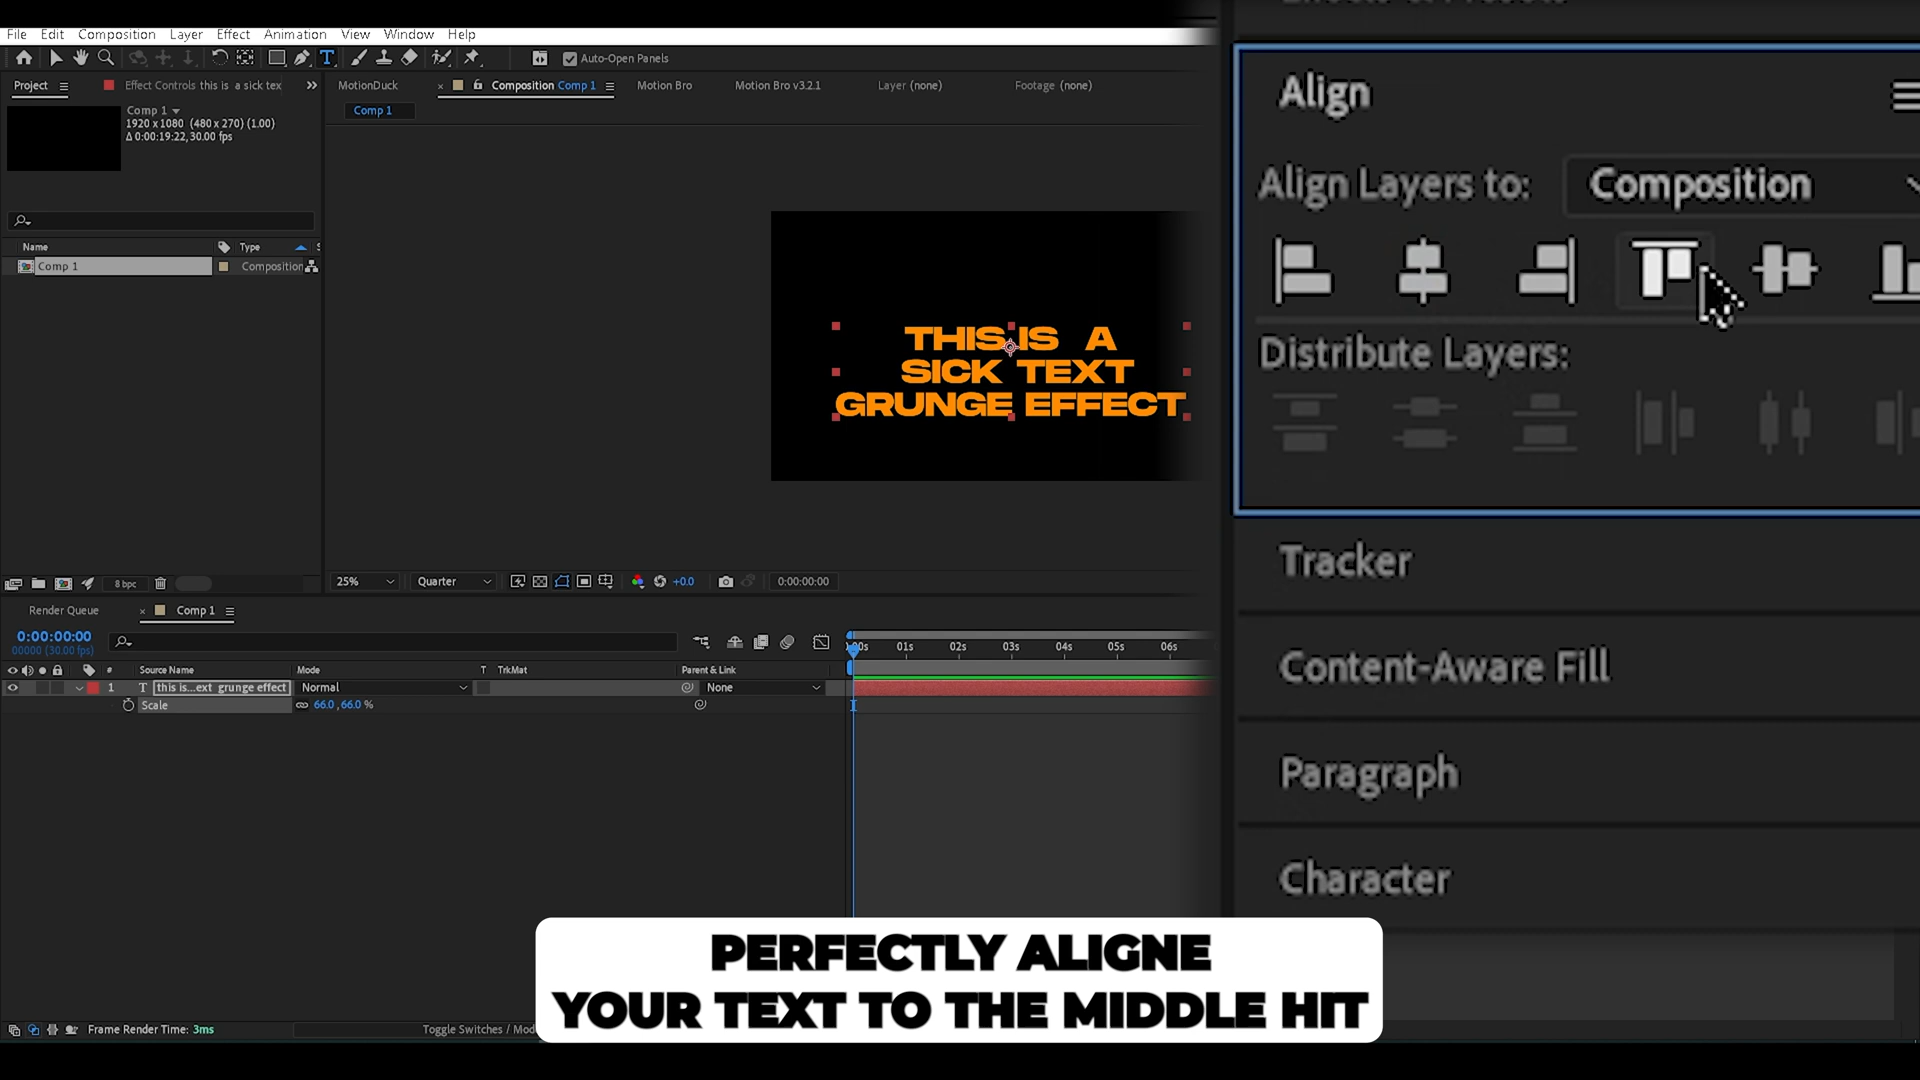 File Edit Composition Layer Effect Animation View Window Help
Auto-Open Panels
Project
Effect Controls this is a sick tex
MotionDuck
Composition Comp 1
Motion Bro
Motion Bro v3.2.1
Layer (none)
Footage (none)
Comp 1
Comp 1
1920 x 1080 (480 x 270) (1.00)
Δ 0:00:19:22, 30.00 fps
Name
Type
Comp 1
Composition
THIS IS A
SICK TEXT
GRUNGE EFFECT
8 bpc
25%
Quarter
+0.0
0:00:00:00
Align
Align Layers to:
Composition
Distribute Layers:
Tracker
Content-Aware Fill
Paragraph
Character
Render Queue
Comp 1
0:00:00:00
00000 (30.00 fps)
00s 01s 02s 03s 04s 05s 06s
# Source Name Mode T TrkMat Parent & Link
1 T this is...ext grunge effect Normal None
Scale 66.0, 66.0 %
Frame Render Time: 3ms
Toggle Switches / Mod
PERFECTLY ALIGNE
YOUR TEXT TO THE MIDDLE HIT